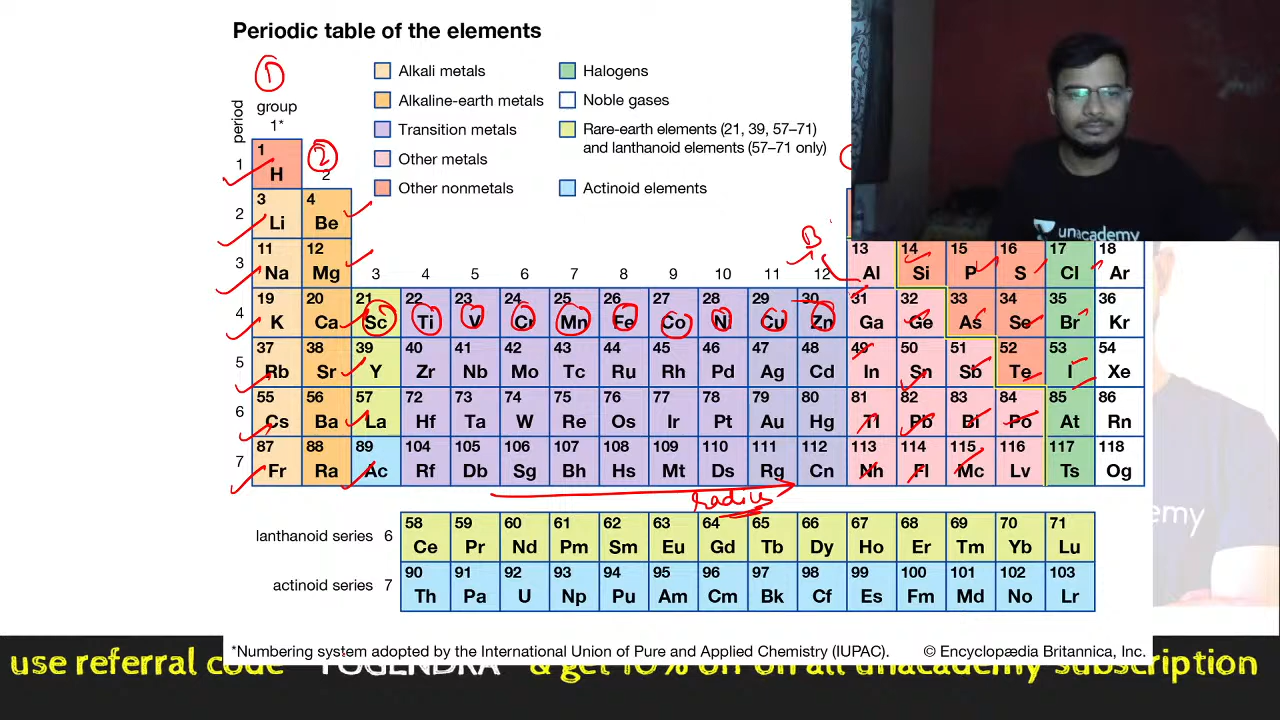 Periodic table of the elements
1
period
group
1*
Alkali metals
Alkaline-earth metals
Transition metals
Other metals
Other nonmetals
Halogens
Noble gases
Rare-earth elements (21, 39, 57–71)
and lanthanoid elements (57–71 only)
Actinoid elements
unacademy
1 1 H 2 2
2 3 Li 4 Be
B
3 11 Na 12 Mg 3 4 5 6 7 8 9 10 11 12 13 Al 14 Si 15 P 16 S 17 Cl 18 Ar
4 19 K 20 Ca 21 Sc 22 Ti 23 V 24 Cr 25 Mn 26 Fe 27 Co 28 Ni 29 Cu 30 Zn 31 Ga 32 Ge 33 As 34 Se 35 Br 36 Kr
5 37 Rb 38 Sr 39 Y 40 Zr 41 Nb 42 Mo 43 Tc 44 Ru 45 Rh 46 Pd 47 Ag 48 Cd 49 In 50 Sn 51 Sb 52 Te 53 I 54 Xe
6 55 Cs 56 Ba 57 La 72 Hf 73 Ta 74 W 75 Re 76 Os 77 Ir 78 Pt 79 Au 80 Hg 81 Tl 82 Pb 83 Bi 84 Po 85 At 86 Rn
7 87 Fr 88 Ra 89 Ac 104 Rf 105 Db 106 Sg 107 Bh 108 Hs 109 Mt 110 Ds 111 Rg 112 Cn 113 Nh 114 Fl 115 Mc 116 Lv 117 Ts 118 Og
radius
lanthanoid series 6 58 Ce 59 Pr 60 Nd 61 Pm 62 Sm 63 Eu 64 Gd 65 Tb 66 Dy 67 Ho 68 Er 69 Tm 70 Yb 71 Lu
actinoid series 7 90 Th 91 Pa 92 U 93 Np 94 Pu 95 Am 96 Cm 97 Bk 98 Cf 99 Es 100 Fm 101 Md 102 No 103 Lr
*Numbering system adopted by the International Union of Pure and Applied Chemistry (IUPAC). © Encyclopædia Britannica, Inc.
use referral code YOGENDRA & get 10% off on all unacademy subscription